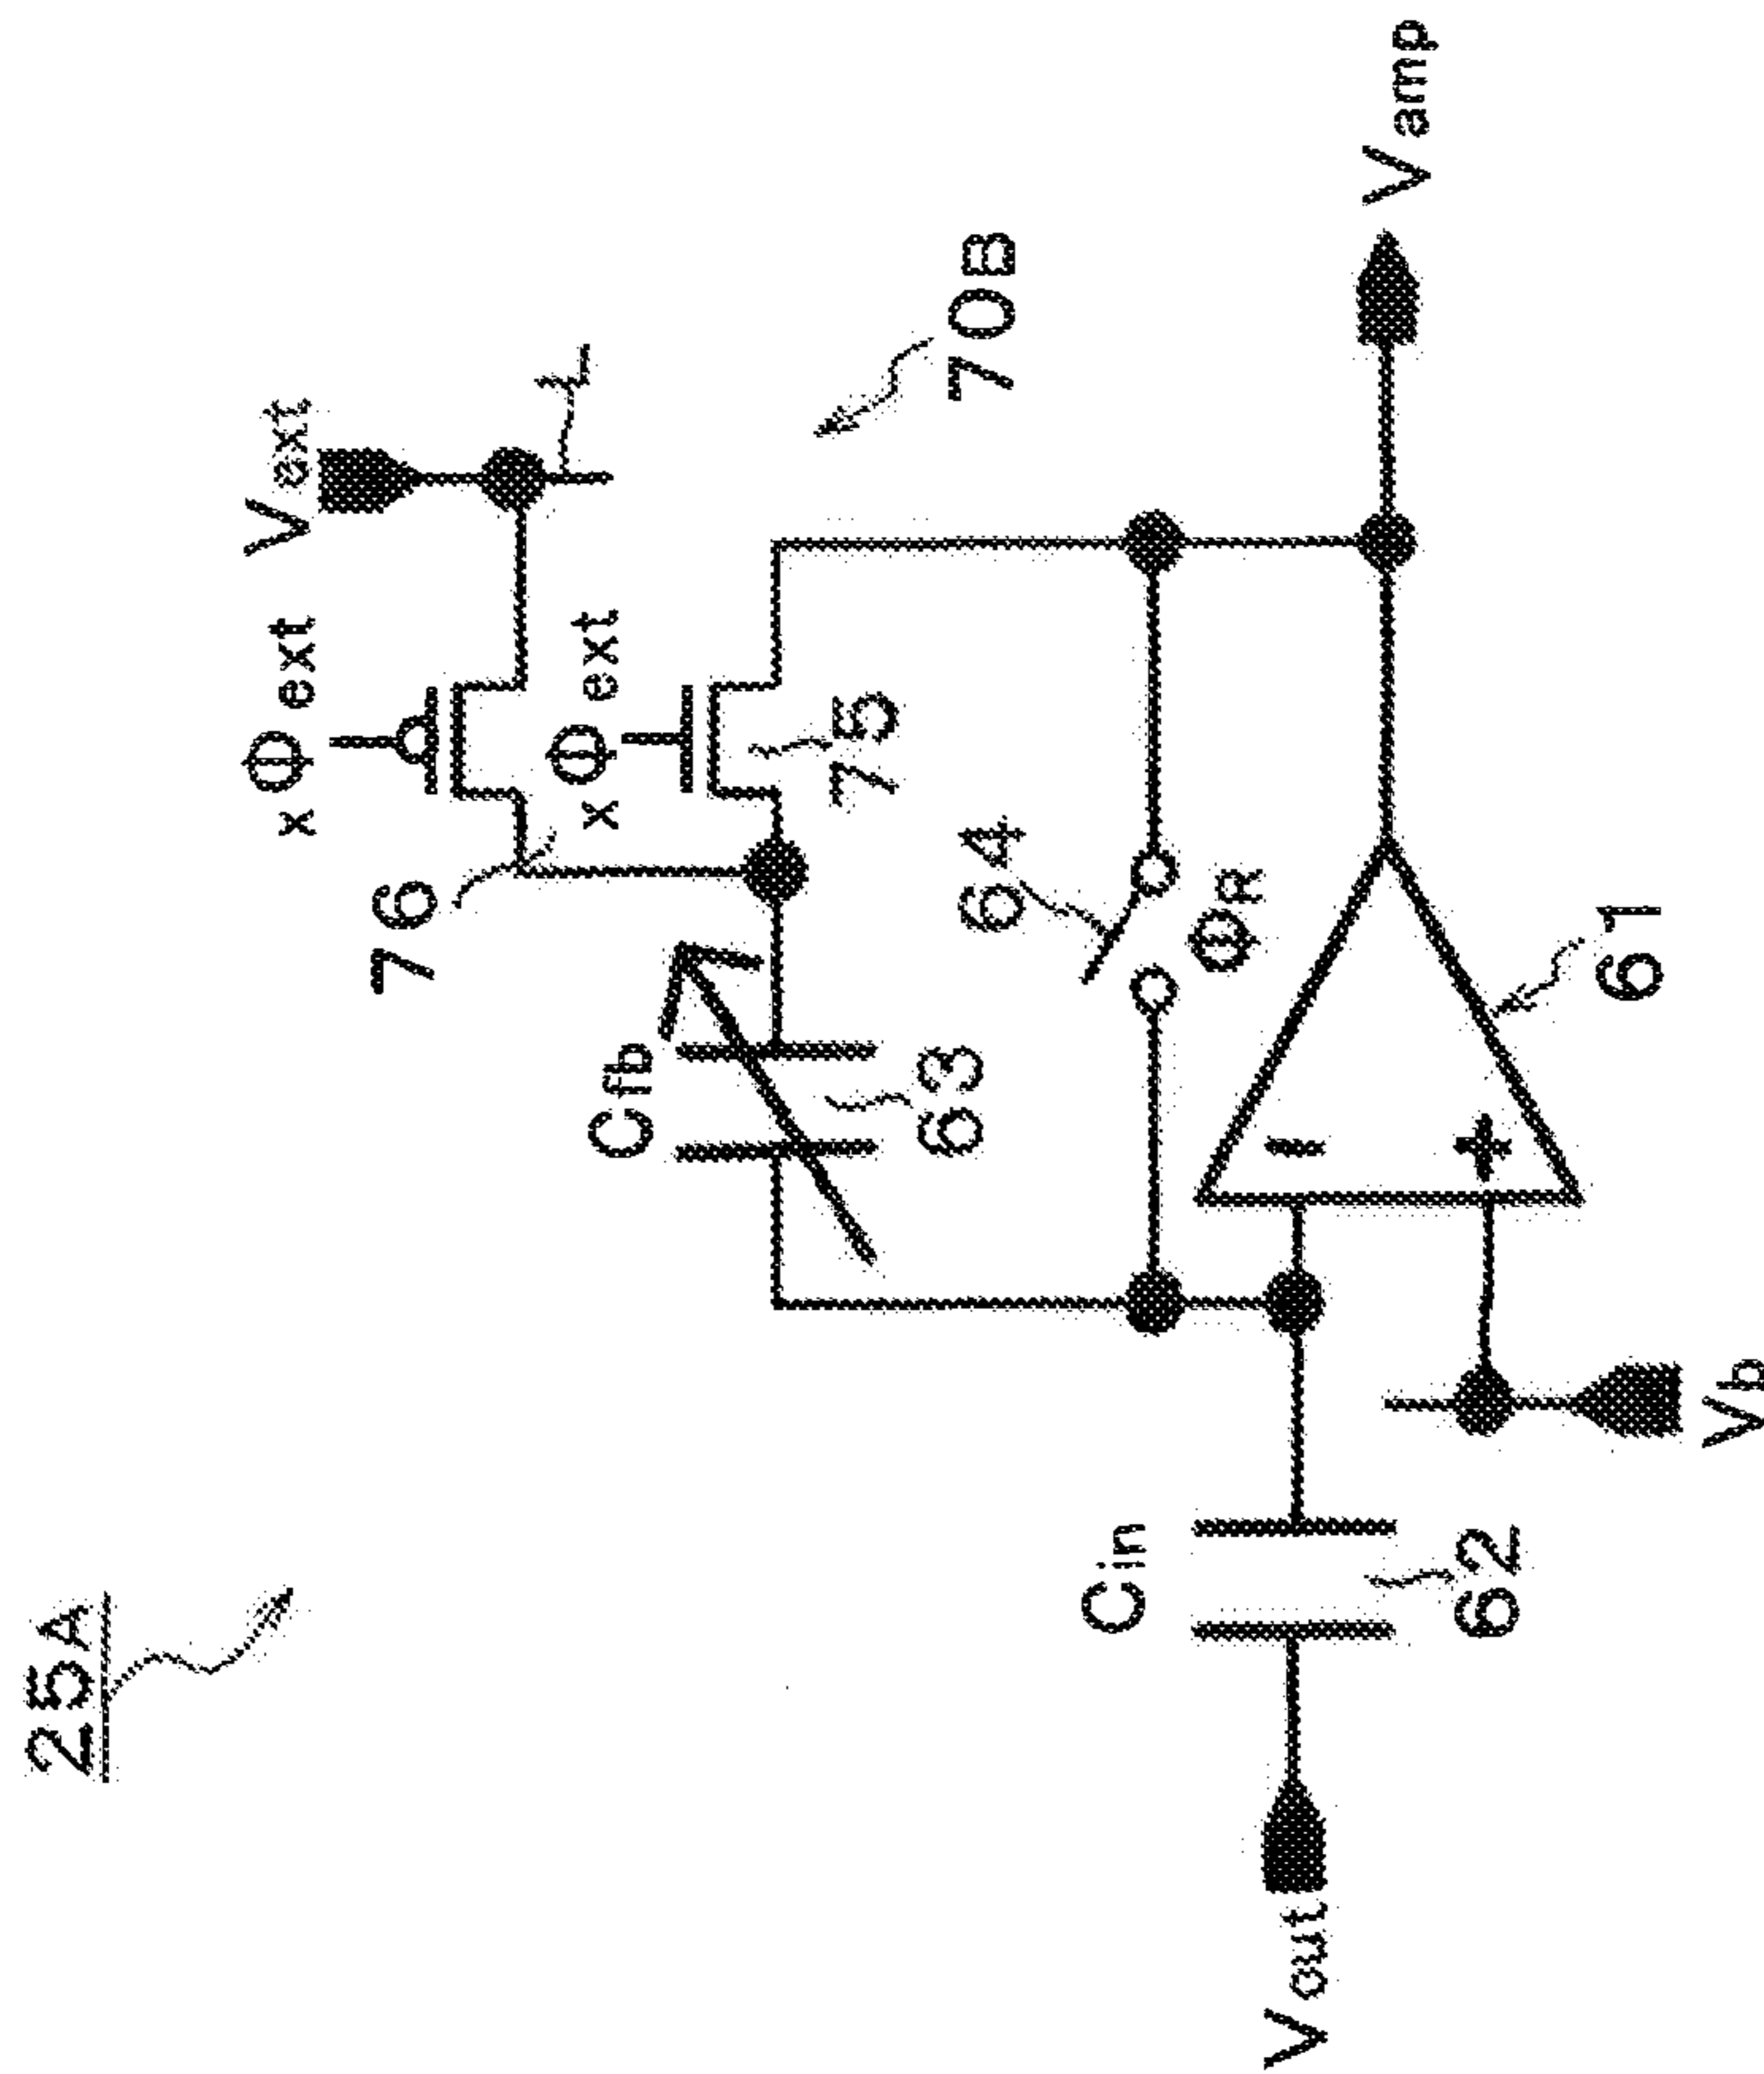 25A
Vext
xΦext
xΦext
76
75
70B
Cfb
63
64
ΦR
Cin
62
-
+
61
Vout
Vb
Vamp